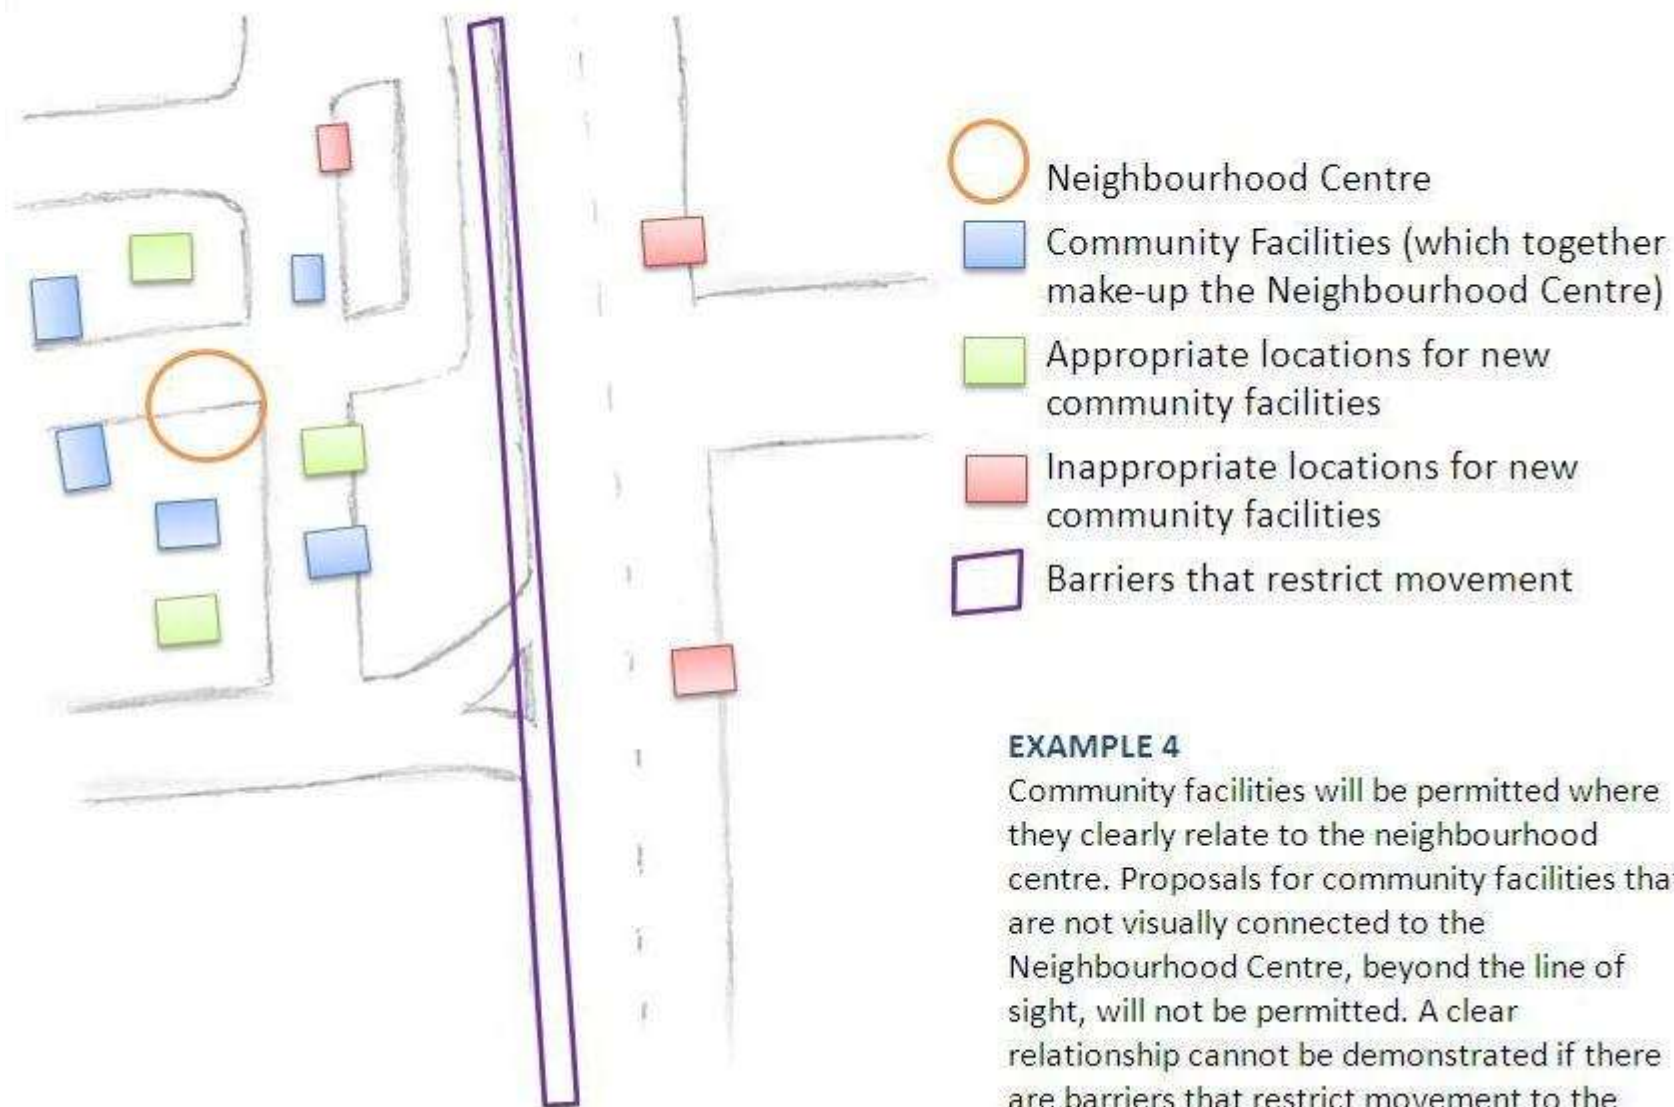 Neighbourhood Centre
Community Facilities (which together
make-up the Neighbourhood Centre)
Appropriate locations for new
community facilities
Inappropriate locations for new
community facilities
Barriers that restrict movement
EXAMPLE 4
Community facilities will be permitted where
they clearly relate to the neighbourhood
centre. Proposals for community facilities that
are not visually connected to the
Neighbourhood Centre, beyond the line of
sight, will not be permitted. A clear
relationship cannot be demonstrated if there
are barriers that restrict movement to the